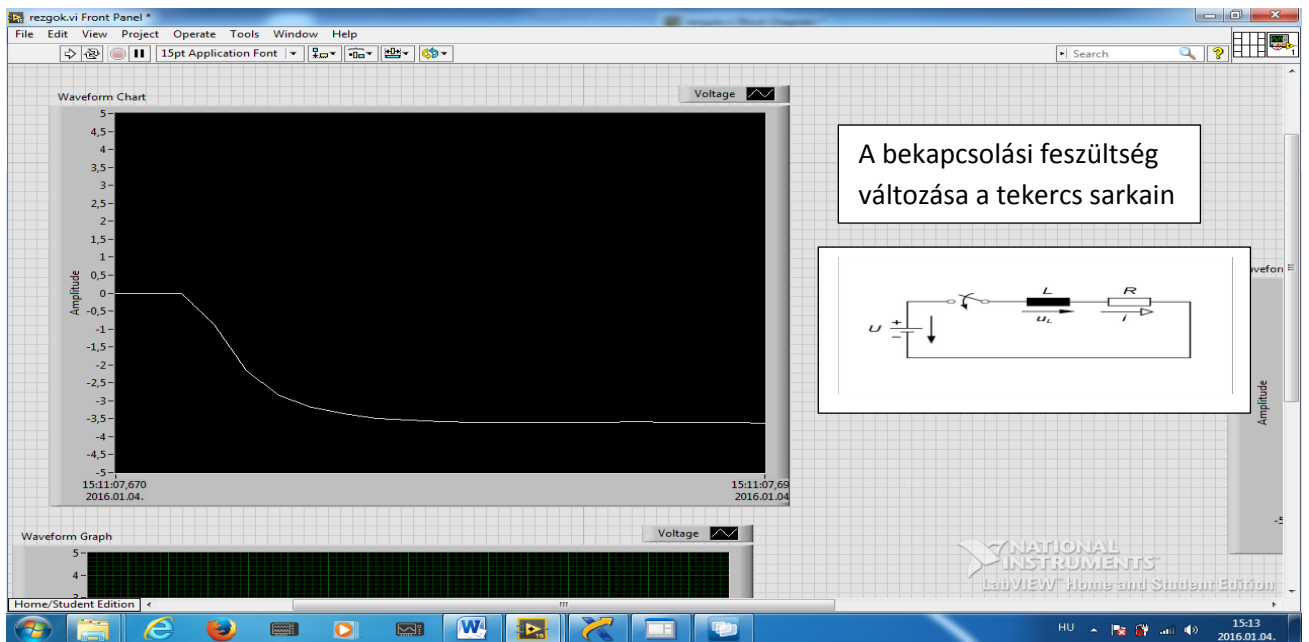 rezgok.vi Front Panel *
File Edit View Project Operate Tools Window Help
15pt Application Font
Search
Waveform Chart
Voltage
5
4,5
4
3,5
3
2,5
2
1,5
1
0,5
0
-0,5
-1
-1,5
-2
-2,5
-3
-3,5
-4
-4,5
-5
Amplitude
15:11:07,670
2016.01.04.
15:11:07,69
2016.01.04
A bekapcsolási feszültség
változása a tekercs sarkain
U
+
-
L
R
uL
i
Amplitude
-5
Waveform Graph
Voltage
5
4
NATIONAL
INSTRUMENTS
LabVIEW Home and Student Edition
Home/Student Edition
HU
15:13
2016.01.04.